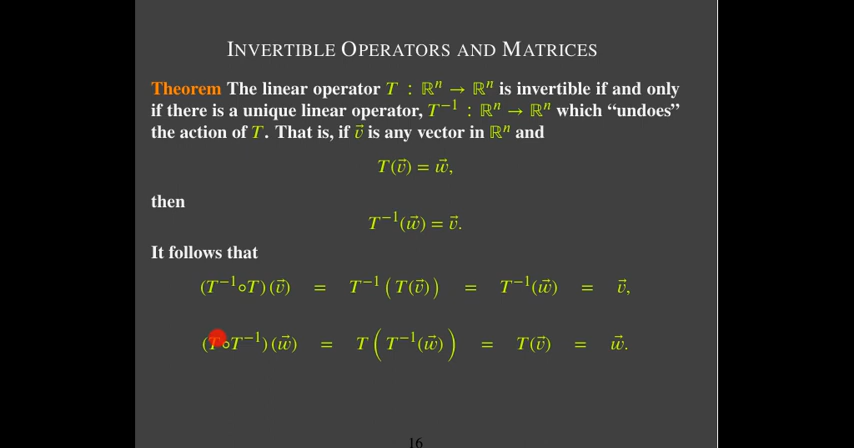 INVERTIBLE OPERATORS AND MATRICES
Theorem The linear operator T : ℝⁿ → ℝⁿ is invertible if and only
if there is a unique linear operator, T⁻¹ : ℝⁿ → ℝⁿ which “undoes”
the action of T. That is, if v⃗ is any vector in ℝⁿ and
T(v⃗) = w⃗,
then
T⁻¹(w⃗) = v⃗.
It follows that
(T⁻¹∘T)(v⃗) = T⁻¹(T(v⃗)) = T⁻¹(w⃗) = v⃗,
(T∘T⁻¹)(w⃗) = T(T⁻¹(w⃗)) = T(v⃗) = w⃗.
16